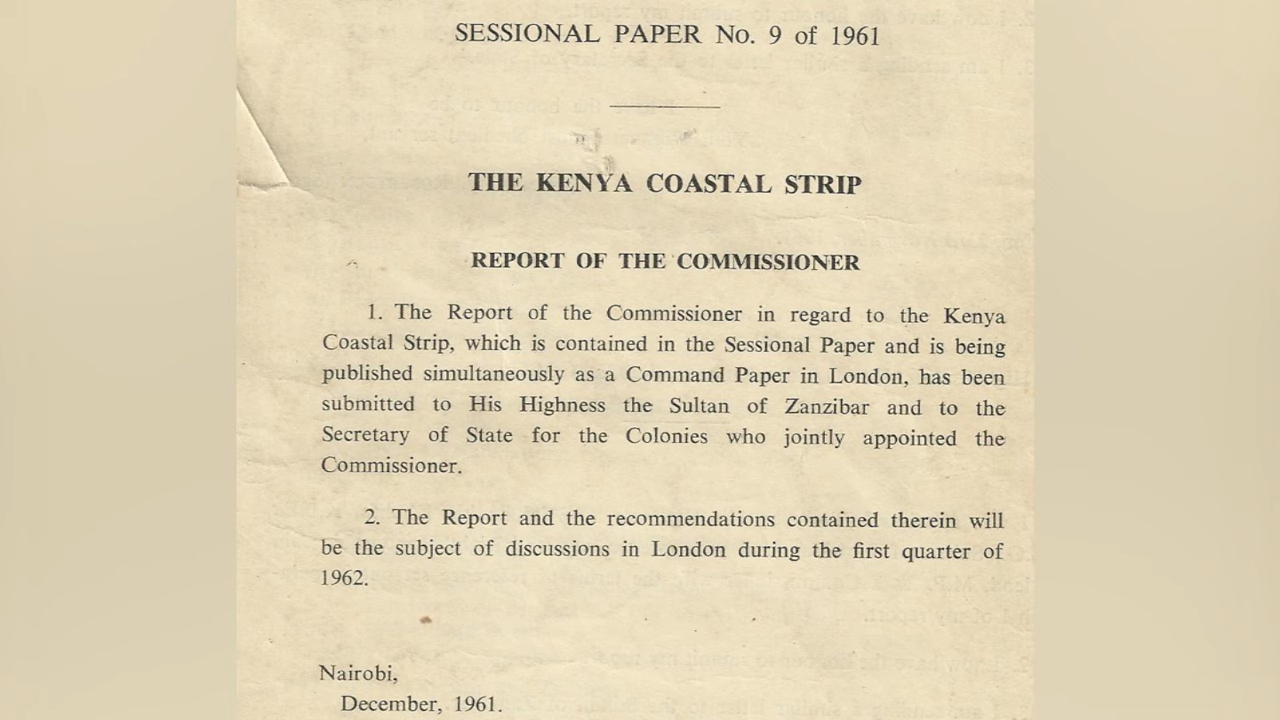 SESSIONAL PAPER No. 9 of 1961
THE KENYA COASTAL STRIP
REPORT OF THE COMMISSIONER
1. The Report of the Commissioner in regard to the Kenya
Coastal Strip, which is contained in the Sessional Paper and is being
published simultaneously as a Command Paper in London, has been
submitted to His Highness the Sultan of Zanzibar and to the
Secretary of State for the Colonies who jointly appointed the
Commissioner.
2. The Report and the recommendations contained therein will
be the subject of discussions in London during the first quarter of
1962.
Nairobi,
December, 1961.